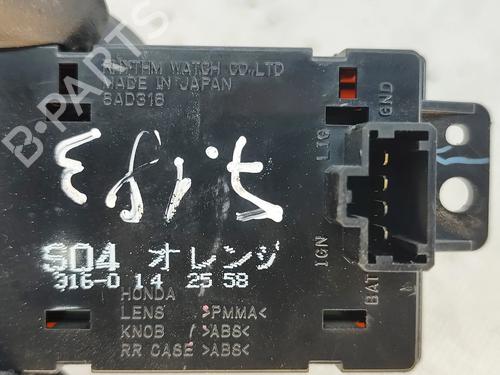 RHYTHM WATCH CO.,LTD
MADE IN JAPAN
8AD316
GND
LIG
IGN
BAT
S04 オレンジ
316-0 14 25 58
HONDA
LENS >PMMA<
KNOB >ABS<
RR CASE >ABS<
B-PARTS